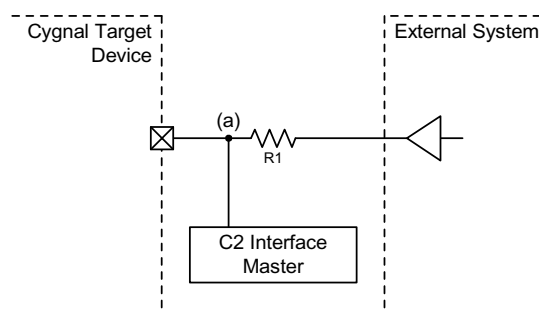 Cygnal Target
Device
External System
(a)
R1
C2 Interface
Master